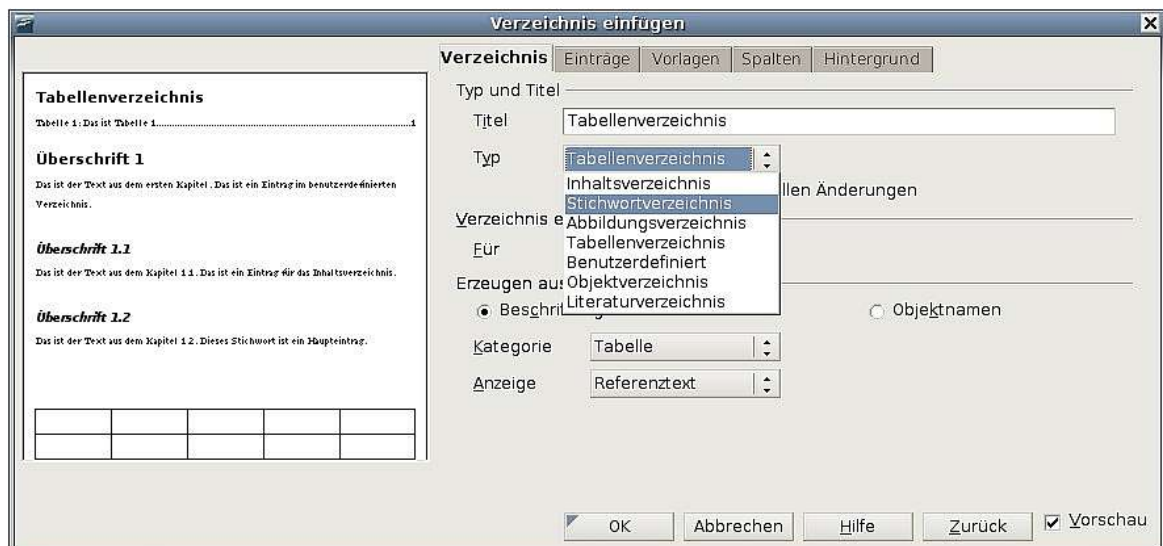 Verzeichnis einfügen
Verzeichnis Einträge Vorlagen Spalten Hintergrund
Tabellenverzeichnis
Tabelle 1: Das ist Tabelle 1.......................................................................................1
Überschrift 1
Das ist der Text aus dem ersten Kapitel. Das ist ein Eintrag im benutzerdefinierten
Verzeichnis.
Überschrift 1.1
Das ist der Text aus dem Kapitel 1.1. Das ist ein Eintrag für das Inhaltsverzeichnis.
Überschrift 1.2
Das ist der Text aus dem Kapitel 1.2. Dieses Stichwort ist ein Haupteintrag.
Typ und Titel
Titel Tabellenverzeichnis
Typ Tabellenverzeichnis
Inhaltsverzeichnis
Stichwortverzeichnis
llen Änderungen
Abbildungsverzeichnis
Verzeichnis e
Tabellenverzeichnis
Für
Benutzerdefiniert
Objektverzeichnis
Erzeugen aus
Literaturverzeichnis
Objektnamen
Kategorie Tabelle
Anzeige Referenztext
OK Abbrechen Hilfe Zurück Vorschau